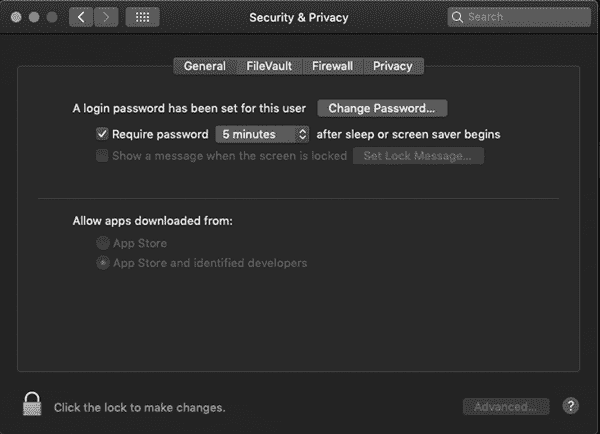 Security & Privacy
Search
General FileVault Firewall Privacy
A login password has been set for this user Change Password...
Require password 5 minutes after sleep or screen saver begins
Show a message when the screen is locked Set Lock Message...
Allow apps downloaded from:
App Store
App Store and identified developers
Click the lock to make changes.
Advanced...
?